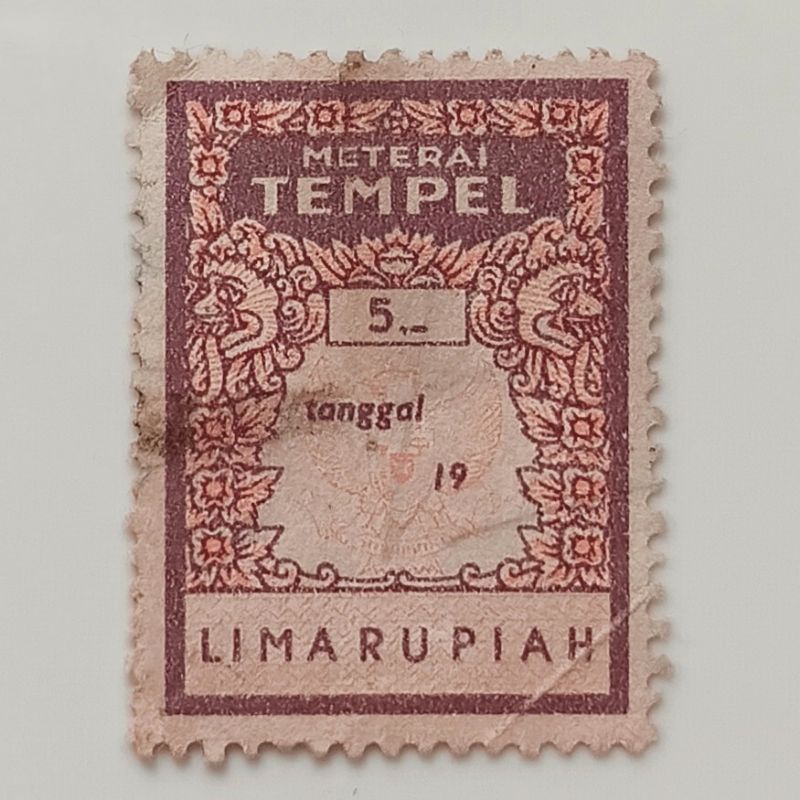 METERAI
TEMPEL
5,-
tanggal
19
LIMA RUPIAH